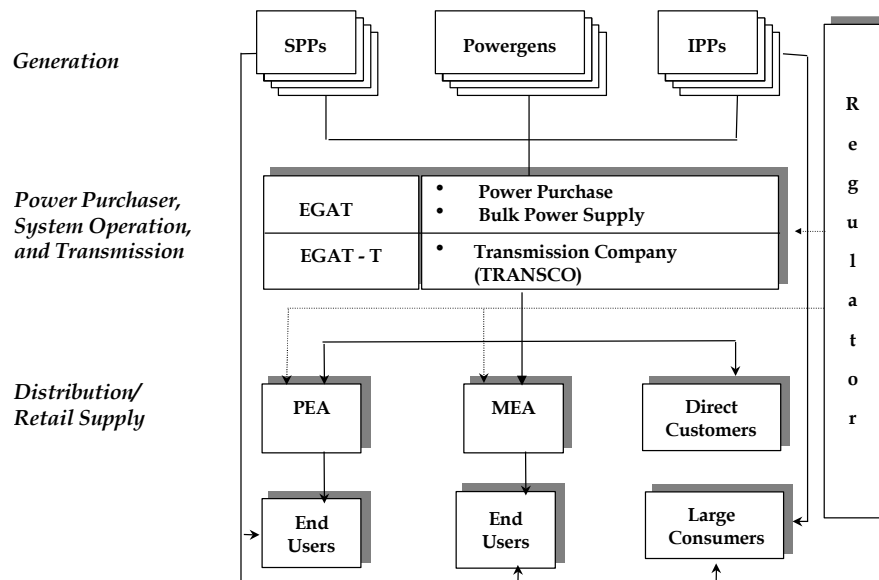 Generation
SPPs
Powergens
IPPs
Regulator
Power Purchaser,
System Operation,
and Transmission
EGAT
• Power Purchase
• Bulk Power Supply
EGAT - T
• Transmission Company
(TRANSCO)
Distribution/
Retail Supply
PEA
MEA
Direct
Customers
End
Users
End
Users
Large
Consumers